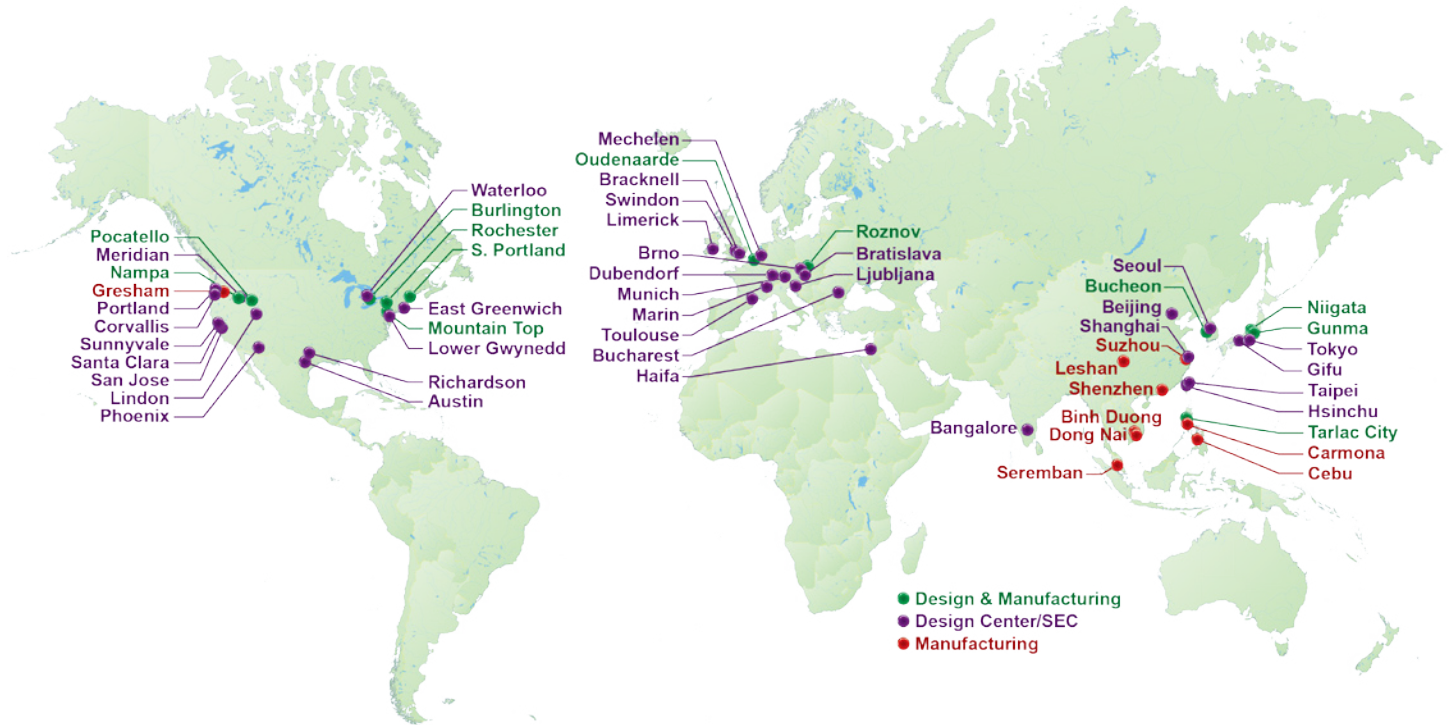 Pocatello
Meridian
Nampa
Gresham
Portland
Corvallis
Sunnyvale
Santa Clara
San Jose
Lindon
Phoenix
Waterloo
Burlington
Rochester
S. Portland
East Greenwich
Mountain Top
Lower Gwynedd
Richardson
Austin
Mechelen
Oudenaarde
Bracknell
Swindon
Limerick
Brno
Dubendorf
Munich
Marin
Toulouse
Bucharest
Haifa
Roznov
Bratislava
Ljubljana
Seoul
Bucheon
Beijing
Shanghai
Suzhou
Leshan
Shenzhen
Binh Duong
Dong Nai
Bangalore
Seremban
Niigata
Gunma
Tokyo
Gifu
Taipei
Hsinchu
Tarlac City
Carmona
Cebu
Design & Manufacturing
Design Center/SEC
Manufacturing